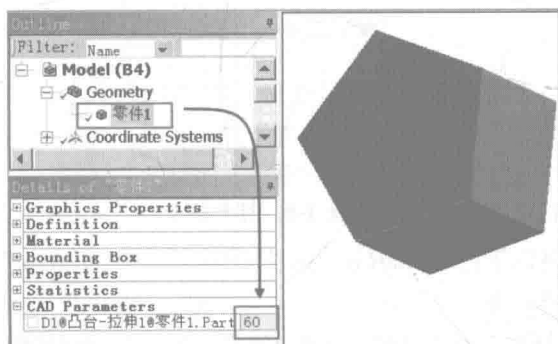 Outline
Filter: Name
Model (B4)
Geometry
零件1
Coordinate Systems
Details of "零件1"
Graphics Properties
Definition
Material
Bounding Box
Properties
Statistics
CAD Parameters
D1@凸台-拉伸1@零件1.Part 60